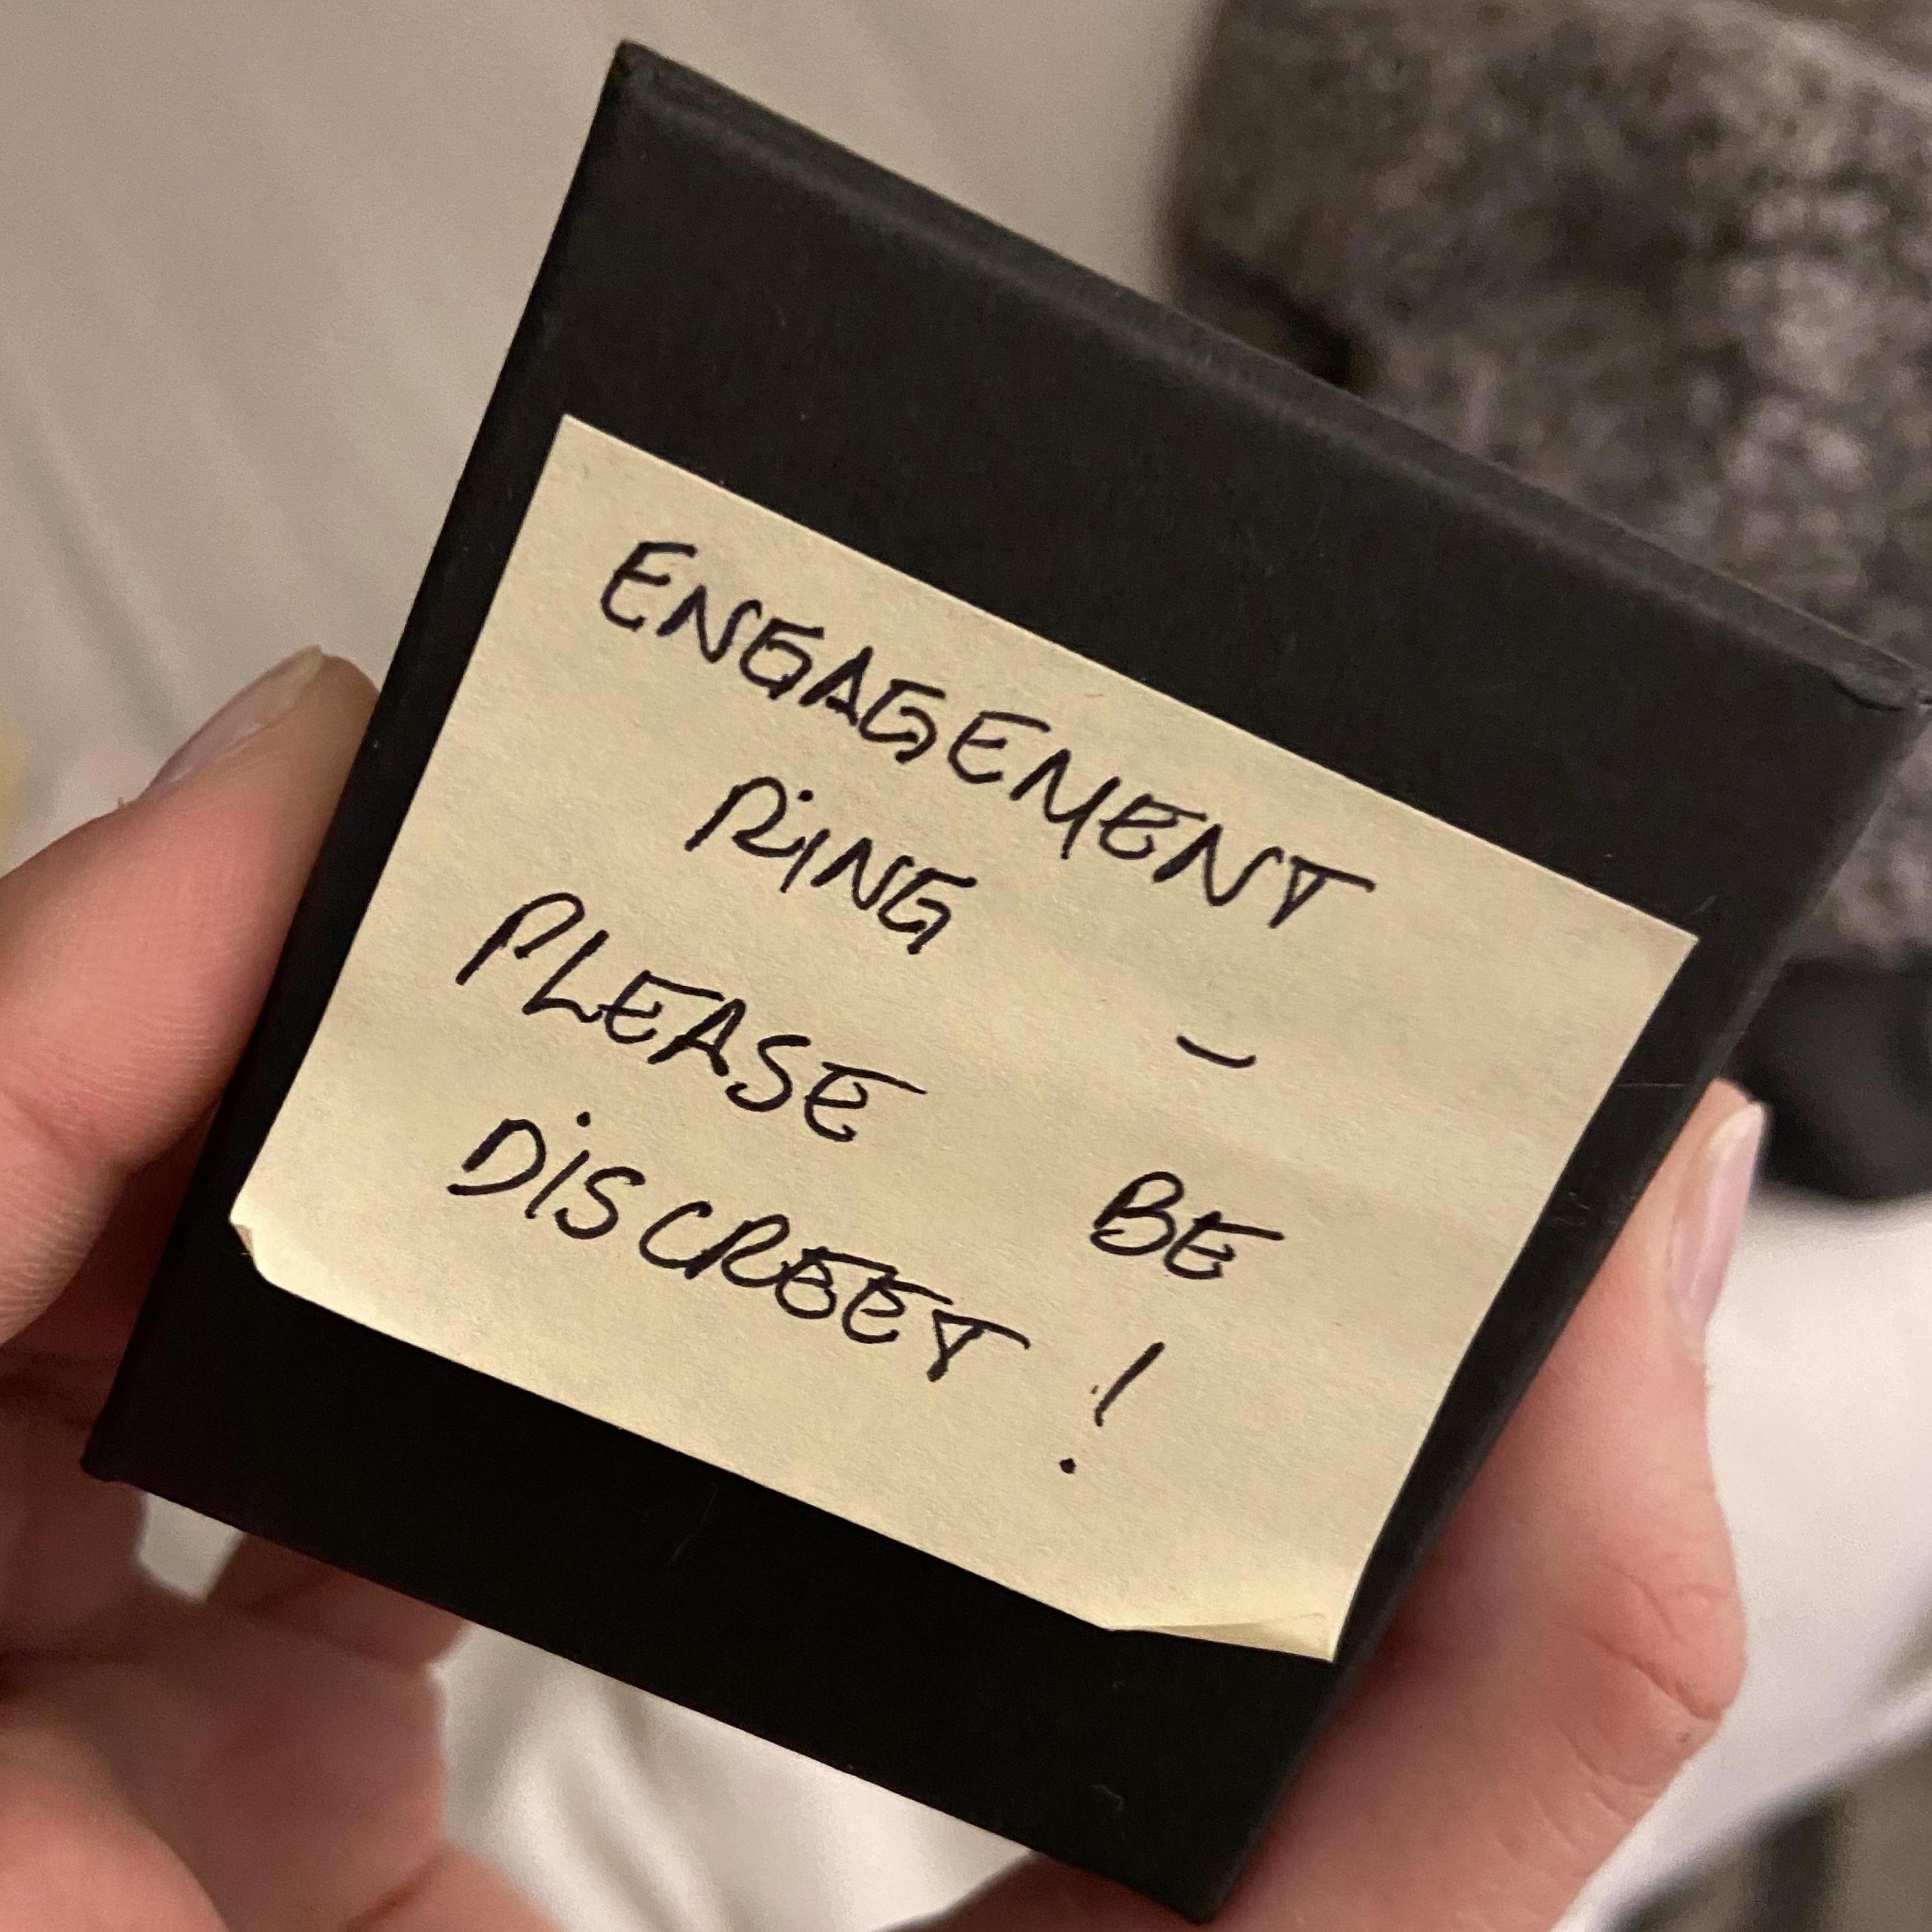 ENGAGEMENT
RiNG -
PLEASE BE
DiSCREET !